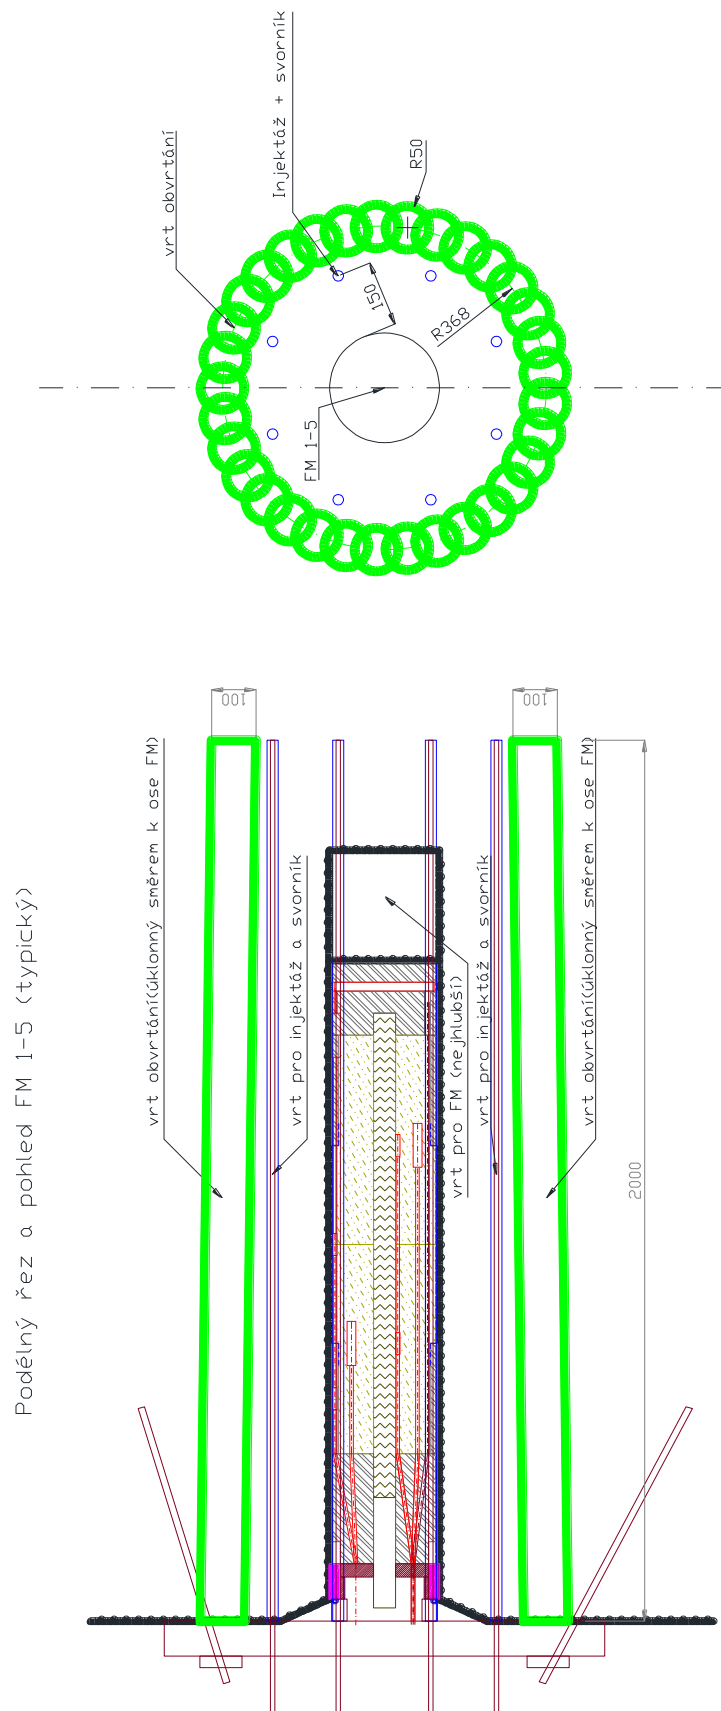 Injektáž + svorník
vrt obvrtání
R50
150
R368
FM 1-5
100
100
vrt obvrtání(úklonný směrem k ose FM)
vrt pro injektáž a svorník
vrt pro FM (nejhlubší)
vrt pro injektáž a svorník
vrt obvrtání(úklonný směrem k ose FM)
2000
Podélný řez a pohled FM 1-5 (typický)